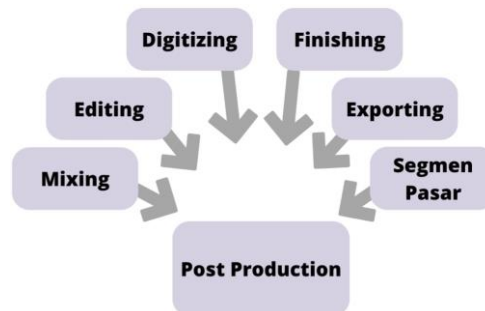 Digitizing
Finishing
Editing
Exporting
Mixing
Segmen
Pasar
Post Production